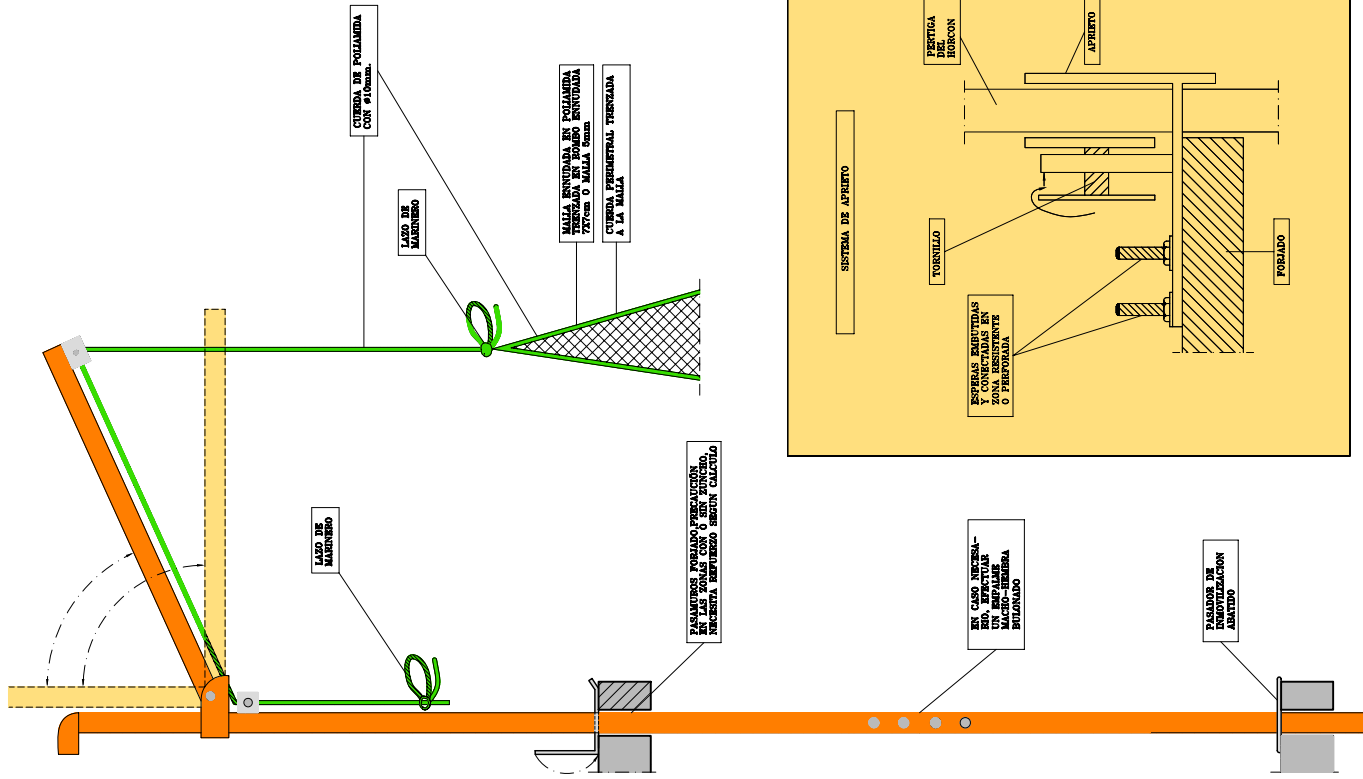 CUERDA DE POLIAMIDA
CON ø10mm.
LAZO DE
MARINERO
MALLA ENNUDADA EN POLIAMIDA
TRENZADA EN ROMBO ENNUDADA
7X7cm O MALLA 5mm
CUERDA PERIMETRAL TRENZADA
A LA MALLA
LAZO DE
MARINERO
PASAMUROS FORJADO,PRECAUCIÓN
EN LAS ZONAS CON O SIN ZUNCHO,
NECESITA REFUERZO SEGUN CALCULO
EN CASO NECESA-
RIO, EFECTUAR
UN EMPALME
MACHO-HEMBRA
BULONADO
PASADOR DE
INMOVILIZACION
ABATIDO
SISTEMA DE APRIETO
PERTIGA
DEL
HORCON
APRIETO
TORNILLO
ESPERAS EMBUTIDAS
Y CONECTADAS EN
ZONA RESISTENTE
O PERFORADA
FORJADO